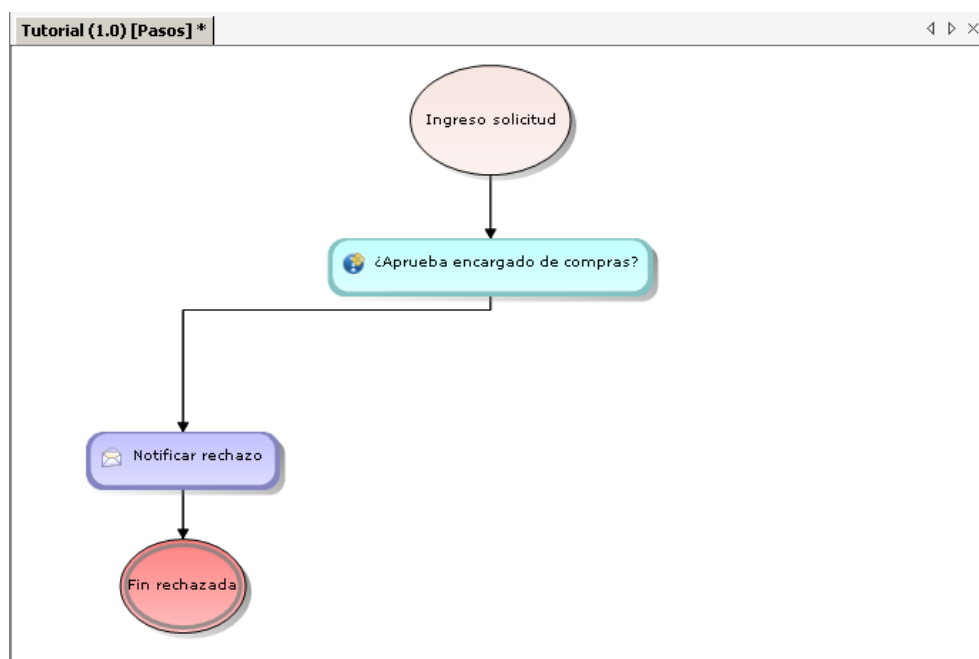 Tutorial (1.0) [Pasos] *
Ingreso solicitud
¿Aprueba encargado de compras?
Notificar rechazo
Fin rechazada